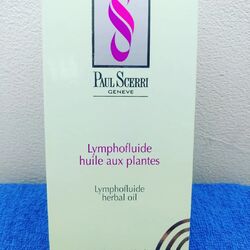 PAUL SCERRI
GENEVE
Lymphofluide
huile aux plantes
Lymphofluide
herbal oil